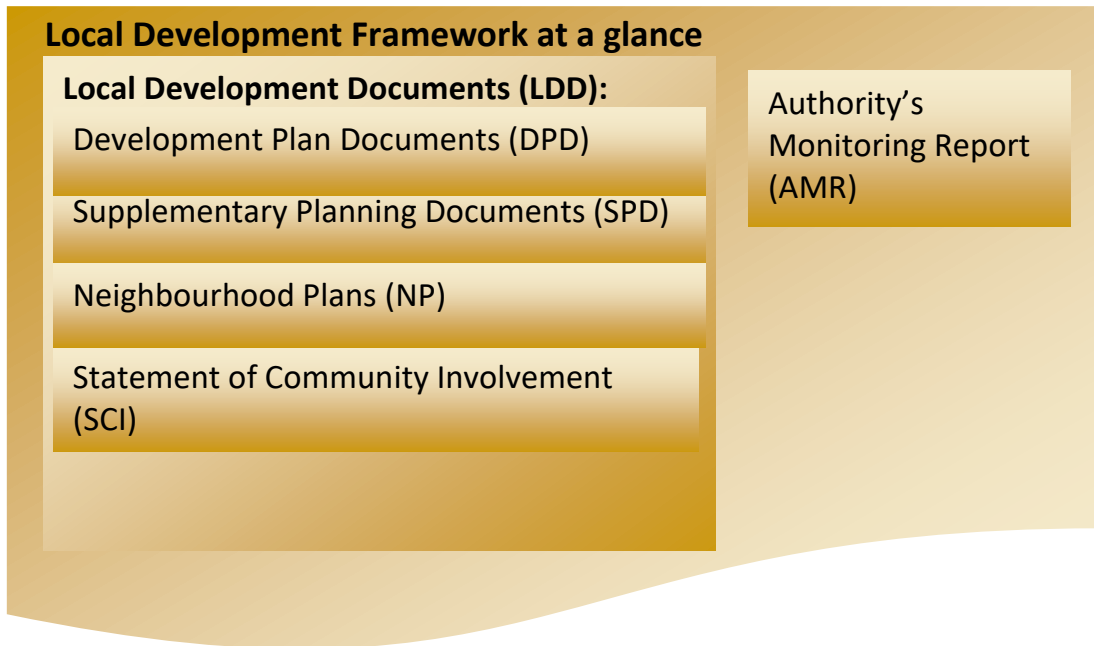 Local Development Framework at a glance
Local Development Documents (LDD):
Development Plan Documents (DPD)
Supplementary Planning Documents (SPD)
Neighbourhood Plans (NP)
Statement of Community Involvement
(SCI)
Authority’s
Monitoring Report
(AMR)